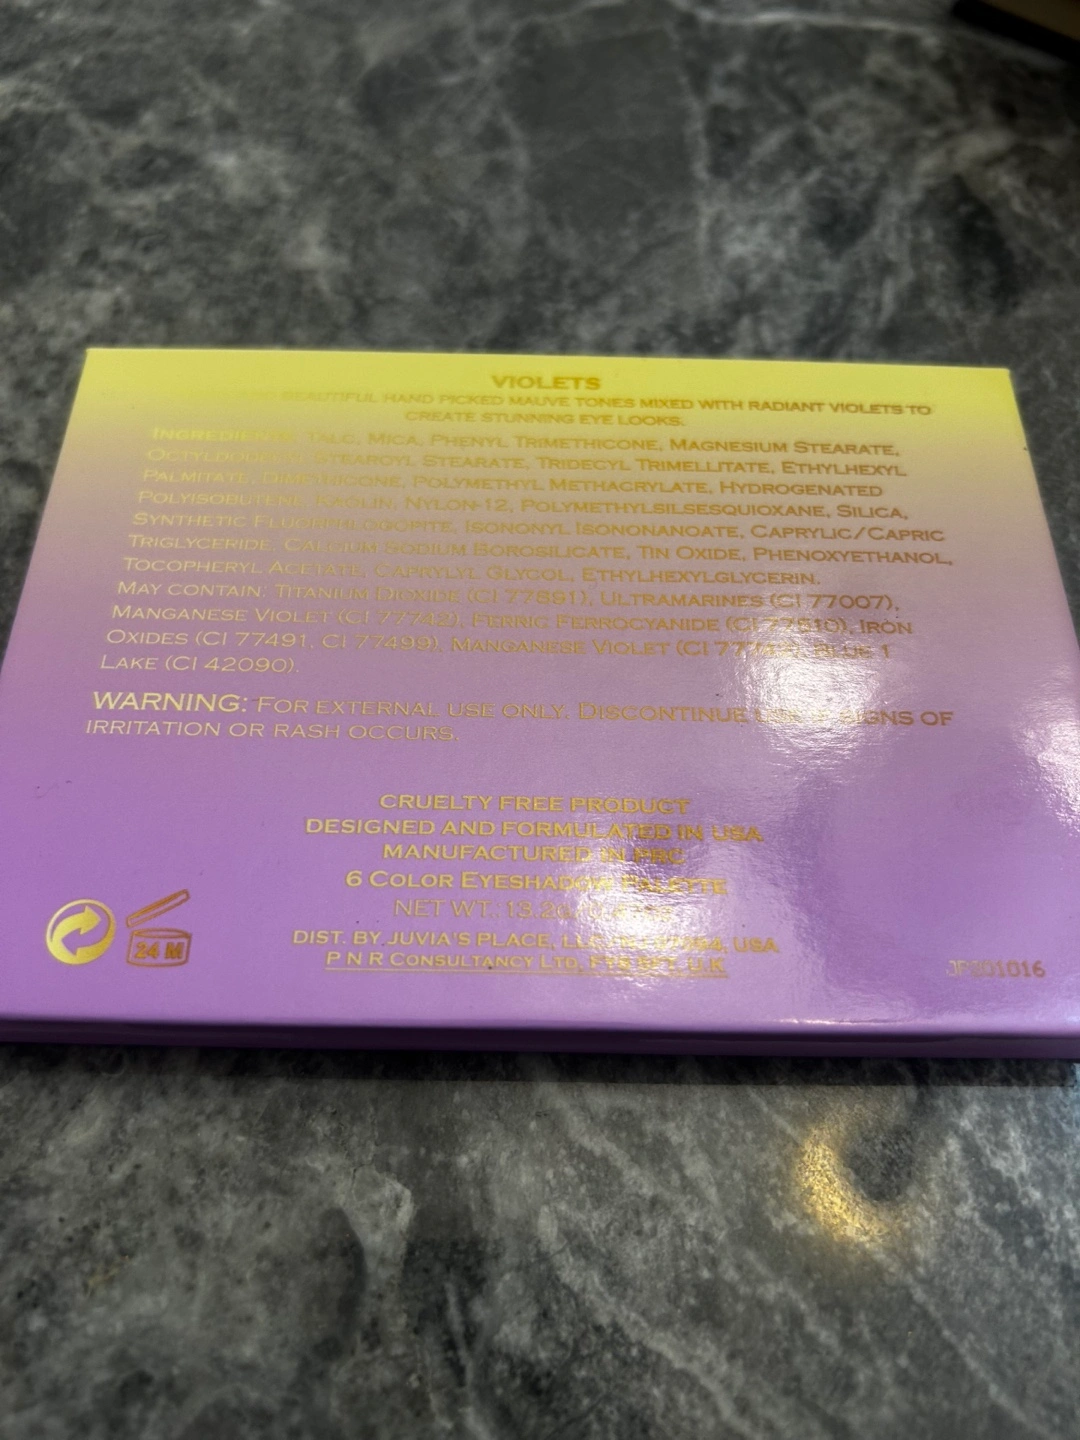 VIOLETS
BEAUTIFUL HAND PICKED MAUVE TONES MIXED WITH RADIANT VIOLETS TO
CREATE STUNNING EYE LOOKS.
INGREDIENTS: TALC, MICA, PHENYL TRIMETHICONE, MAGNESIUM STEARATE,
OCTYLDODECYL STEAROYL STEARATE, TRIDECYL TRIMELLITATE, ETHYLHEXYL
PALMITATE, DIMETHICONE, POLYMETHYL METHACRYLATE, HYDROGENATED
POLYISOBUTENE, KAOLIN, NYLON-12, POLYMETHYLSILSESQUIOXANE, SILICA,
SYNTHETIC FLUORPHLOGOPITE, ISONONYL ISONONANOATE, CAPRYLIC/CAPRIC
TRIGLYCERIDE, CALCIUM SODIUM BOROSILICATE, TIN OXIDE, PHENOXYETHANOL,
TOCOPHERYL ACETATE, CAPRYLYL GLYCOL, ETHYLHEXYLGLYCERIN.
MAY CONTAIN: TITANIUM DIOXIDE (CI 77891), ULTRAMARINES (CI 77007),
MANGANESE VIOLET (CI 77742), FERRIC FERROCYANIDE (CI 77510), IRON
OXIDES (CI 77491, CI 77499), MANGANESE VIOLET (CI BLUE 1
LAKE (CI 42090).
WARNING: FOR EXTERNAL USE ONLY. DISCONTINUE USE IF SIGNS OF
IRRITATION OR RASH OCCURS.
CRUELTY FREE PRODUCT
DESIGNED AND FORMULATED IN USA
MANUFACTURED IN PRC
6 COLOR EYESHADOW PALETTE
NET WT.:
DIST. BY. JUVIA'S PLACE, USA
P N R CONSULTANCY LTD, U.K
24 M